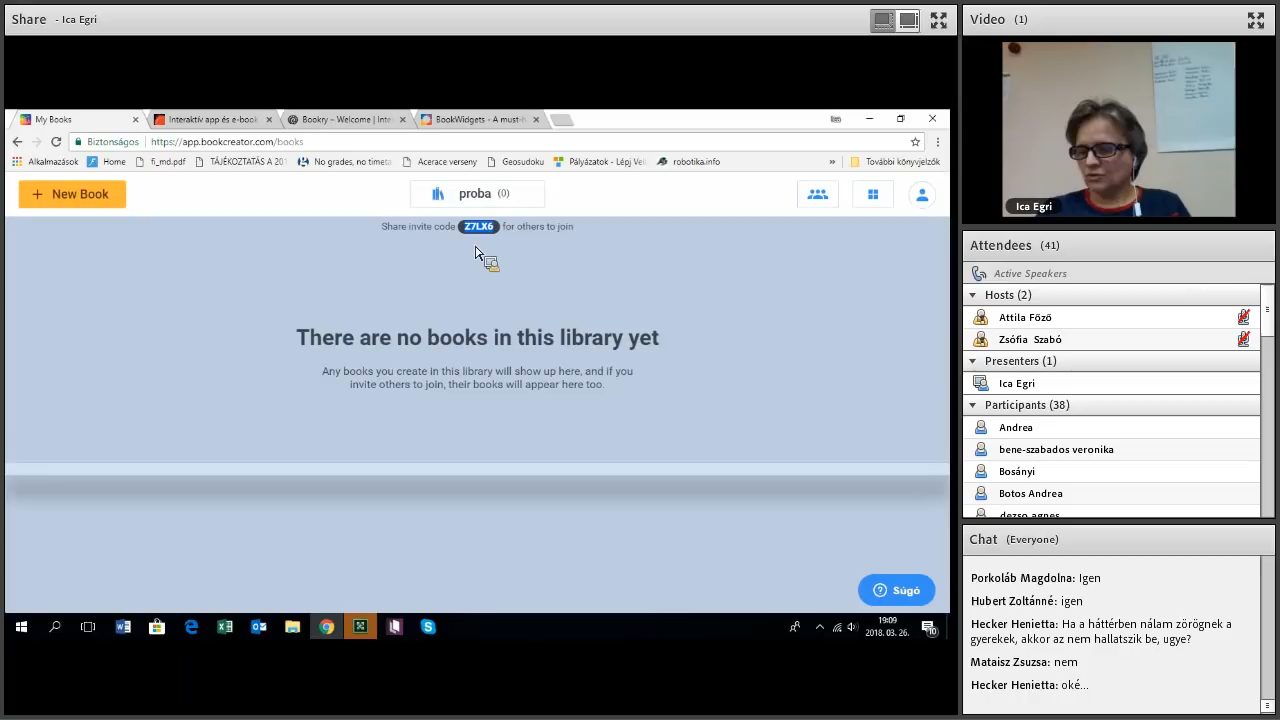 Share - Ica Egri
My Books
Interaktív app és e-book
Bookry – Welcome | Inte
BookWidgets - A must-h
Biztonságos https://app.bookcreator.com/books
Alkalmazások Home fi_md.pdf TÁJÉKOZTATÁS A 201 No grades, no timeta Acerace verseny Geosudoku Pályázatok - Lépj Vel robotika.info » További könyvjelzők
+ New Book
proba (0)
Share invite code Z7LX6 for others to join
There are no books in this library yet
Any books you create in this library will show up here, and if you
invite others to join, their books will appear here too.
Súgó
19:09
2018. 03. 26.
10
Video (1)
Ica Egri
Attendees (41)
Active Speakers
Hosts (2)
Attila Főző
Zsófia Szabó
Presenters (1)
Ica Egri
Participants (38)
Andrea
bene-szabados veronika
Bosányi
Botos Andrea
dezso agnes
Chat (Everyone)
Porkoláb Magdolna: Igen
Hubert Zoltánné: igen
Hecker Henietta: Ha a háttérben nálam zörögnek a
gyerekek, akkor az nem hallatszik be, ugye?
Mataisz Zsuzsa: nem
Hecker Henietta: oké...